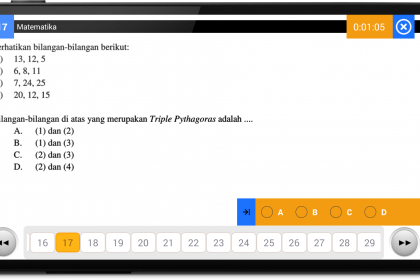 17 Matematika 0:01:05
erhatikan bilangan-bilangan berikut:
) 13, 12, 5
) 6, 8, 11
) 7, 24, 25
) 20, 12, 15
ilangan-bilangan di atas yang merupakan Triple Pythagoras adalah ....
A. (1) dan (2)
B. (1) dan (3)
C. (2) dan (3)
D. (2) dan (4)
A B C D
16 17 18 19 20 21 22 23 24 25 26 27 28 29